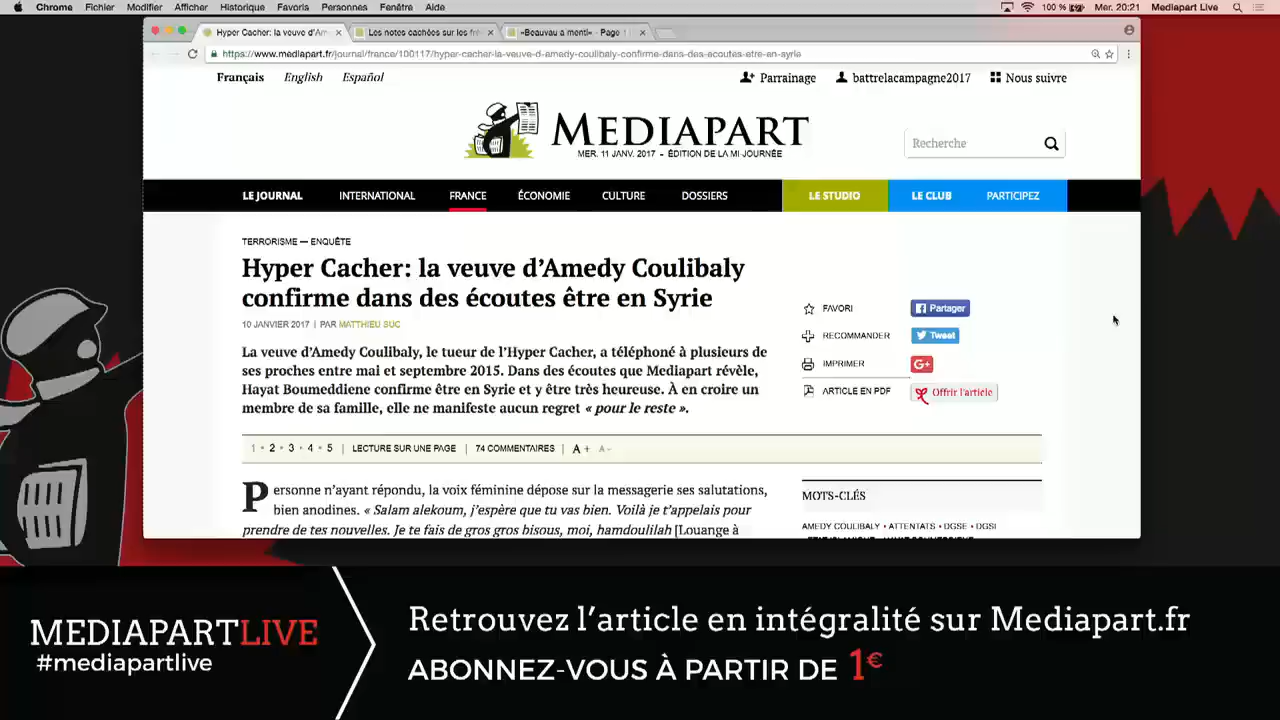 Chrome Fichier Modifier Afficher Historique Favoris Personnes Fenêtre Aide 100 % Mer. 20:21 Mediapart Live
Hyper Cacher: la veuve d'Am Les notes cachées sur les frè «Beauvau a menti» - Page 1
https://www.mediapart.fr/journal/france/100117/hyper-cacher-la-veuve-d-amedy-coulibaly-confirme-dans-des-ecoutes-etre-en-syrie
Français English Español Parrainage battrelacampagne2017 Nous suivre
MEDIAPART
MER. 11 JANV. 2017 - ÉDITION DE LA MI JOURNÉE
Recherche
LE JOURNAL INTERNATIONAL FRANCE ÉCONOMIE CULTURE DOSSIERS LE STUDIO LE CLUB PARTICIPEZ
TERRORISME — ENQUÊTE
Hyper Cacher: la veuve d'Amedy Coulibaly
confirme dans des écoutes être en Syrie
10 JANVIER 2017 | PAR MATTHIEU SUC
La veuve d'Amedy Coulibaly, le tueur de l'Hyper Cacher, a téléphoné à plusieurs de
ses proches entre mai et septembre 2015. Dans des écoutes que Mediapart révèle,
Hayat Boumeddiene confirme être en Syrie et y être très heureuse. À en croire un
membre de sa famille, elle ne manifeste aucun regret « pour le reste ».
FAVORI Partager
RECOMMANDER Tweet
IMPRIMER G+
ARTICLE EN PDF Offrir l'article
1 • 2 • 3 • 4 • 5 | LECTURE SUR UNE PAGE | 74 COMMENTAIRES | A + A -
Personne n'ayant répondu, la voix féminine dépose sur la messagerie ses salutations,
bien anodines. « Salam alekoum, j'espère que tu vas bien. Voilà je t'appelais pour
prendre de tes nouvelles. Je te fais de gros gros bisous, moi, hamdoulilah [Louange à
MOTS-CLÉS
AMEDY COULIBALY • ATTENTATS • DGSE • DGSI
MEDIAPARTLIVE
#mediapartlive
Retrouvez l'article en intégralité sur Mediapart.fr
ABONNEZ-VOUS À PARTIR DE 1€